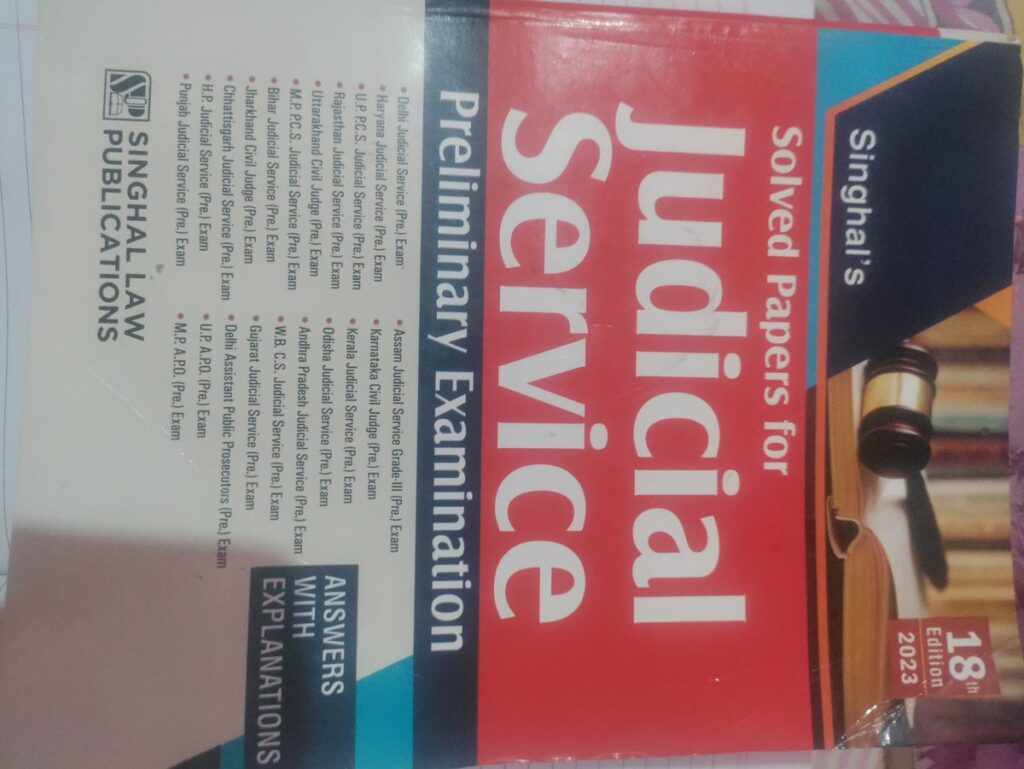 Singhal's
18th
Edition
2023
Solved Papers for
Judicial
Service
Preliminary Examination
• Delhi Judicial Service (Pre.) Exam
• Haryana Judicial Service (Pre.) Exam
• U.P. P.C.S. Judicial Service (Pre.) Exam
• Rajasthan Judicial Service (Pre.) Exam
• Uttarakhand Civil Judge (Pre.) Exam
• M.P. P.C.S. Judicial Service (Pre.) Exam
• Bihar Judicial Service (Pre.) Exam
• Jharkhand Civil Judge (Pre.) Exam
• Chhattisgarh Judicial Service (Pre.) Exam
• H.P. Judicial Service (Pre.) Exam
• Punjab Judicial Service (Pre.) Exam
• Assam Judicial Service Grade-III (Pre.) Exam
• Karnataka Civil Judge (Pre.) Exam
• Kerala Judicial Service (Pre.) Exam
• Odisha Judicial Service (Pre.) Exam
• Andhra Pradesh Judicial Service (Pre.) Exam
• W.B. C.S. Judicial Service (Pre.) Exam
• Gujarat Judicial Service (Pre.) Exam
• Delhi Assistant Public Prosecutors (Pre.) Exam
• U.P. A.P.O. (Pre.) Exam
• M.P. A.P.O. (Pre.) Exam
ANSWERS
WITH
EXPLANATIONS
SINGHAL LAW
PUBLICATIONS